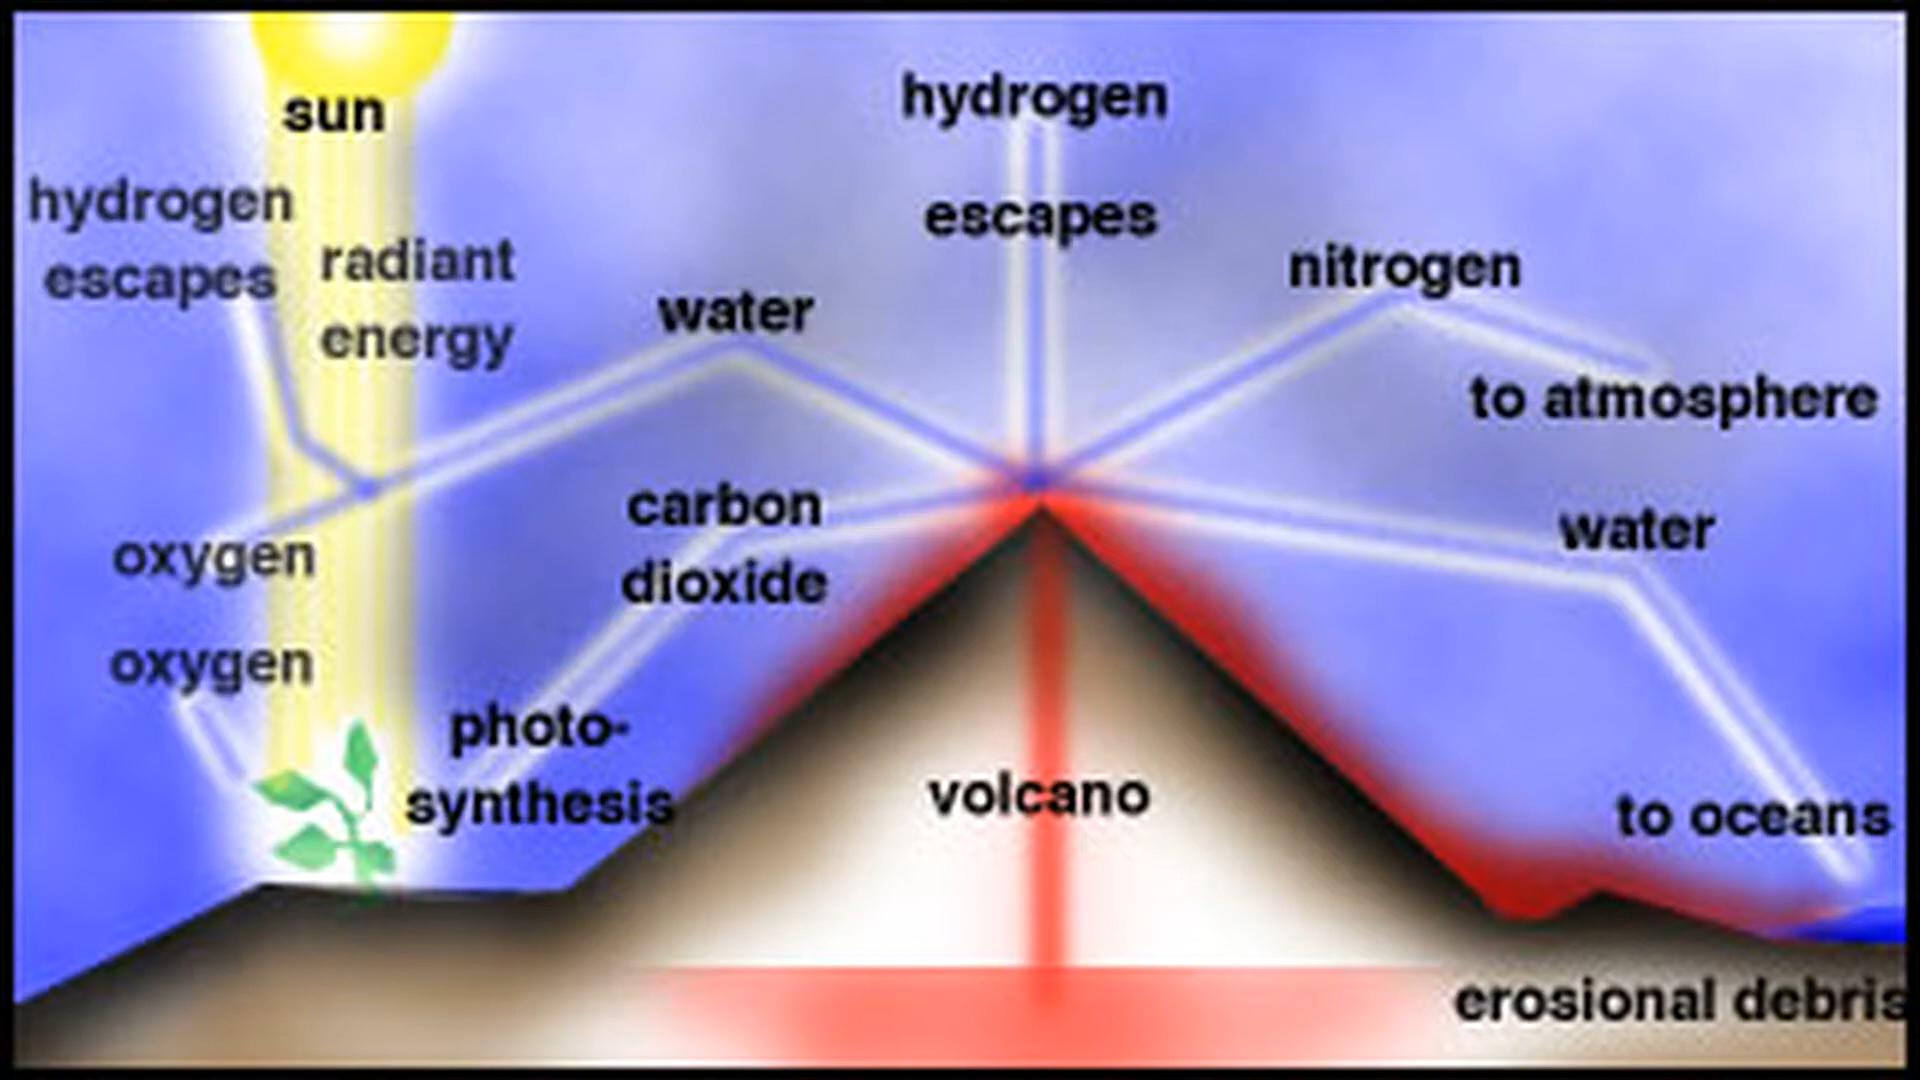 sun
hydrogen
escapes
radiant
energy
oxygen
oxygen
water
carbon
dioxide
photo-
synthesis
hydrogen
escapes
nitrogen
to atmosphere
water
to oceans
volcano
erosional debris